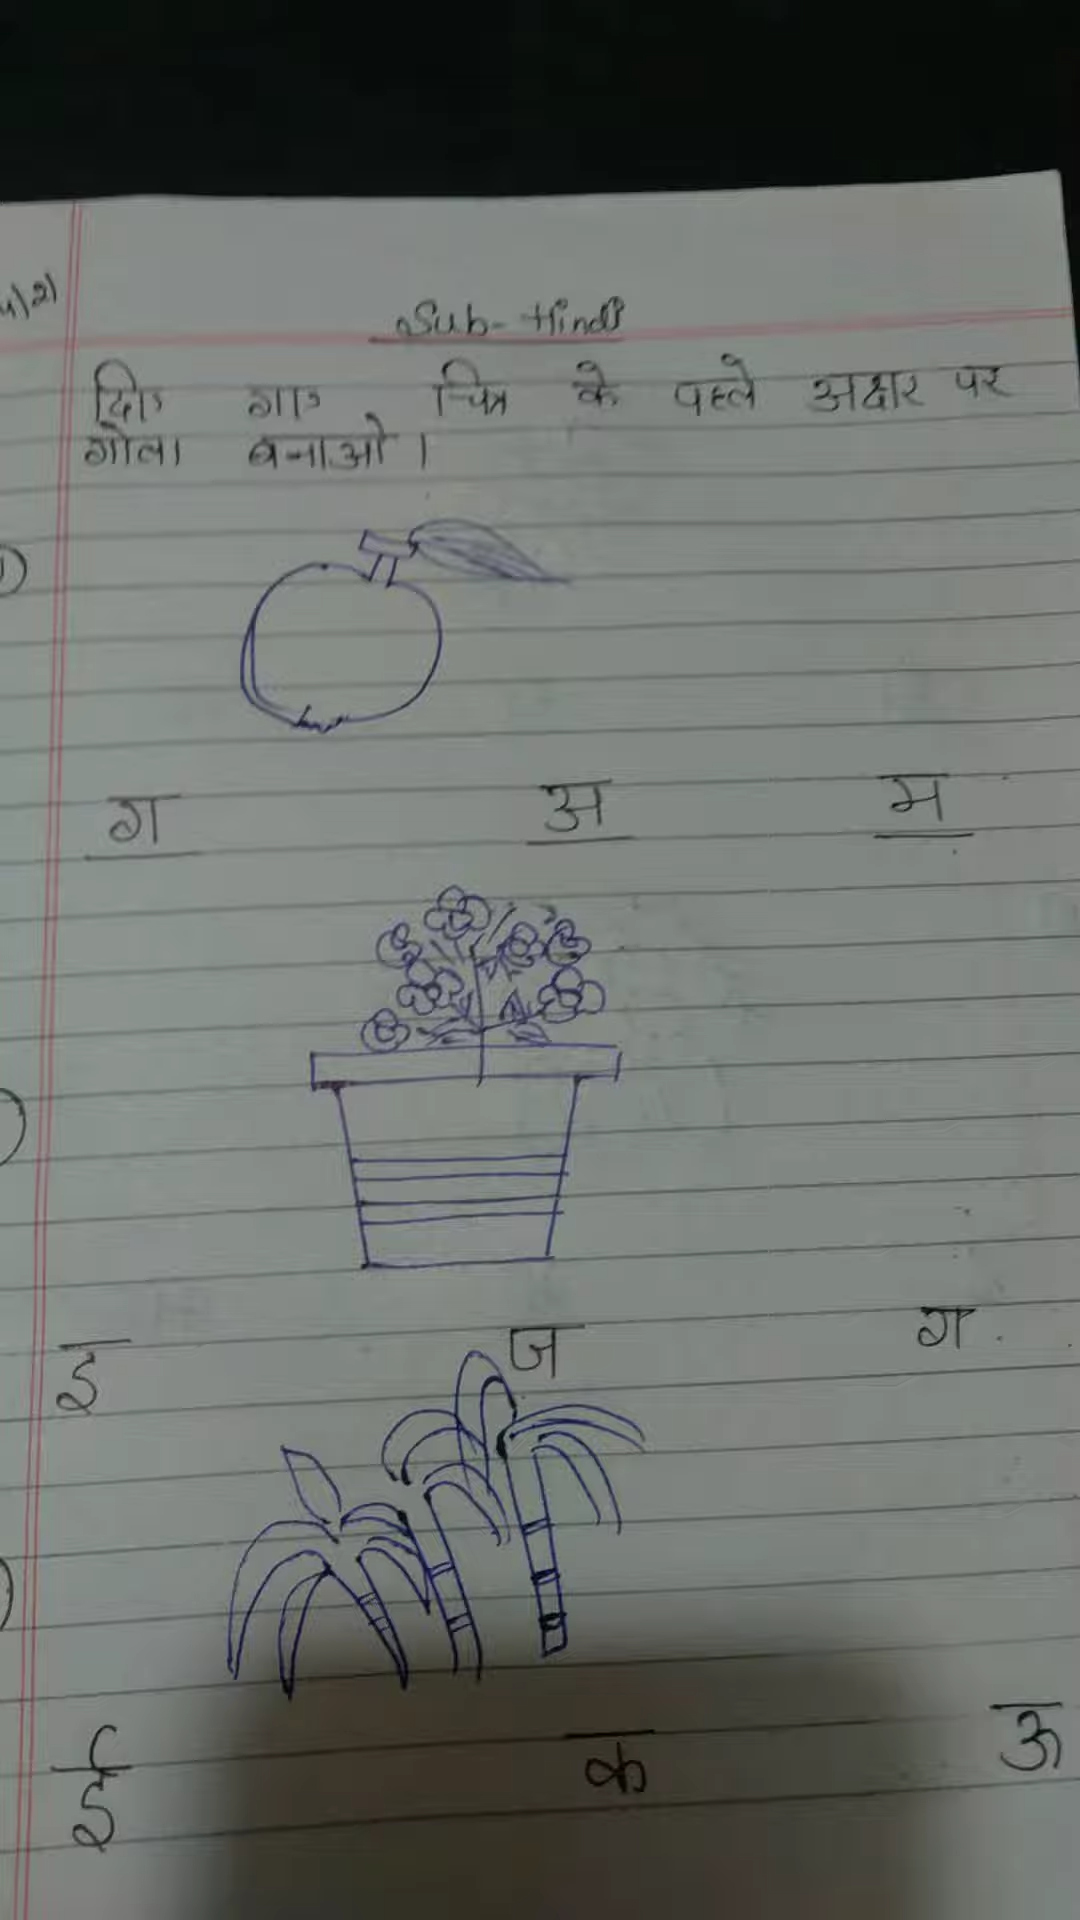 Sub-Hindi
दिए गए चित्र के पहले अक्षर पर
गोला बनाओ।
ग अ म
इ ज ग
ई क ऊ